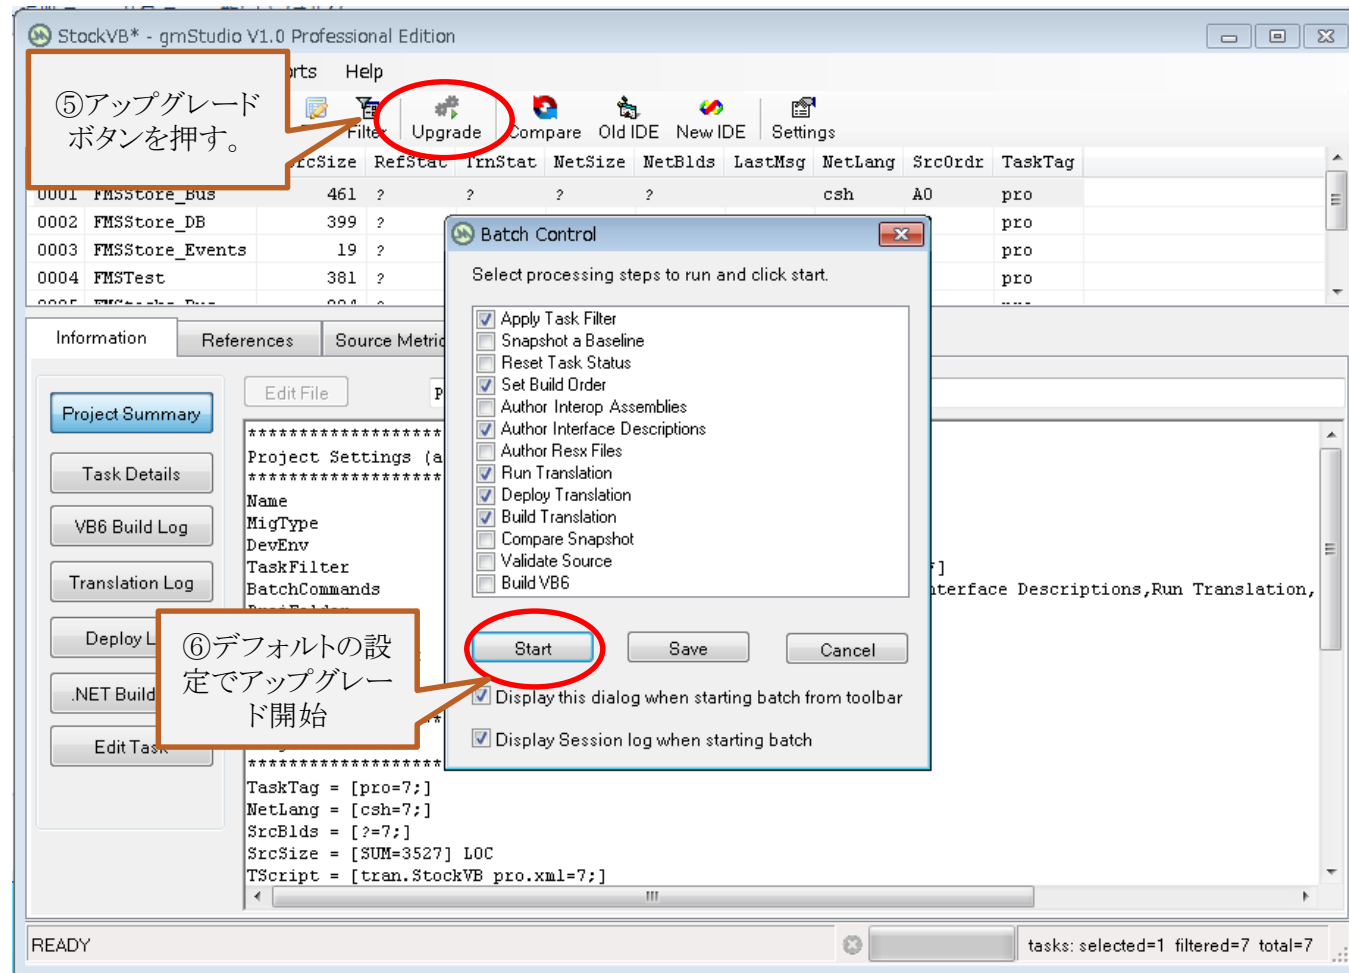 StockVB* - gmStudio V1.0 Professional Edition
orts Help
⑤アップグレード
ボタンを押す。
Filter Upgrade Compare Old IDE New IDE Settings
rcSize RefStat TrnStat NetSize NetBlds LastMsg NetLang SrcOrdr TaskTag
0001 FMSStore_Bus 461 ? ? ? ? csh A0 pro
0002 FMSStore_DB 399 ? pro
0003 FMSStore_Events 19 ? pro
0004 FMSTest 381 ? pro
Batch Control
Select processing steps to run and click start.
Apply Task Filter
Snapshot a Baseline
Reset Task Status
Set Build Order
Author Interop Assemblies
Author Interface Descriptions
Author Resx Files
Run Translation
Deploy Translation
Build Translation
Compare Snapshot
Validate Source
Build VB6
Start Save Cancel
Display this dialog when starting batch from toolbar
Display Session log when starting batch
Information References Source Metric
Project Summary
Task Details
VB6 Build Log
Translation Log
Deploy L
.NET Build
Edit Task
⑥デフォルトの設
定でアップグレー
ド開始
Edit File P
********************
Project Settings (a
********************
Name
MigType
DevEnv
TaskFilter ]
BatchCommands nterface Descriptions,Run Translation,
********************
TaskTag = [pro=7;]
NetLang = [csh=7;]
SrcBlds = [?=7;]
SrcSize = [SUM=3527] LOC
TScript = [tran.StockVB pro.xml=7;]
READY tasks: selected=1 filtered=7 total=7